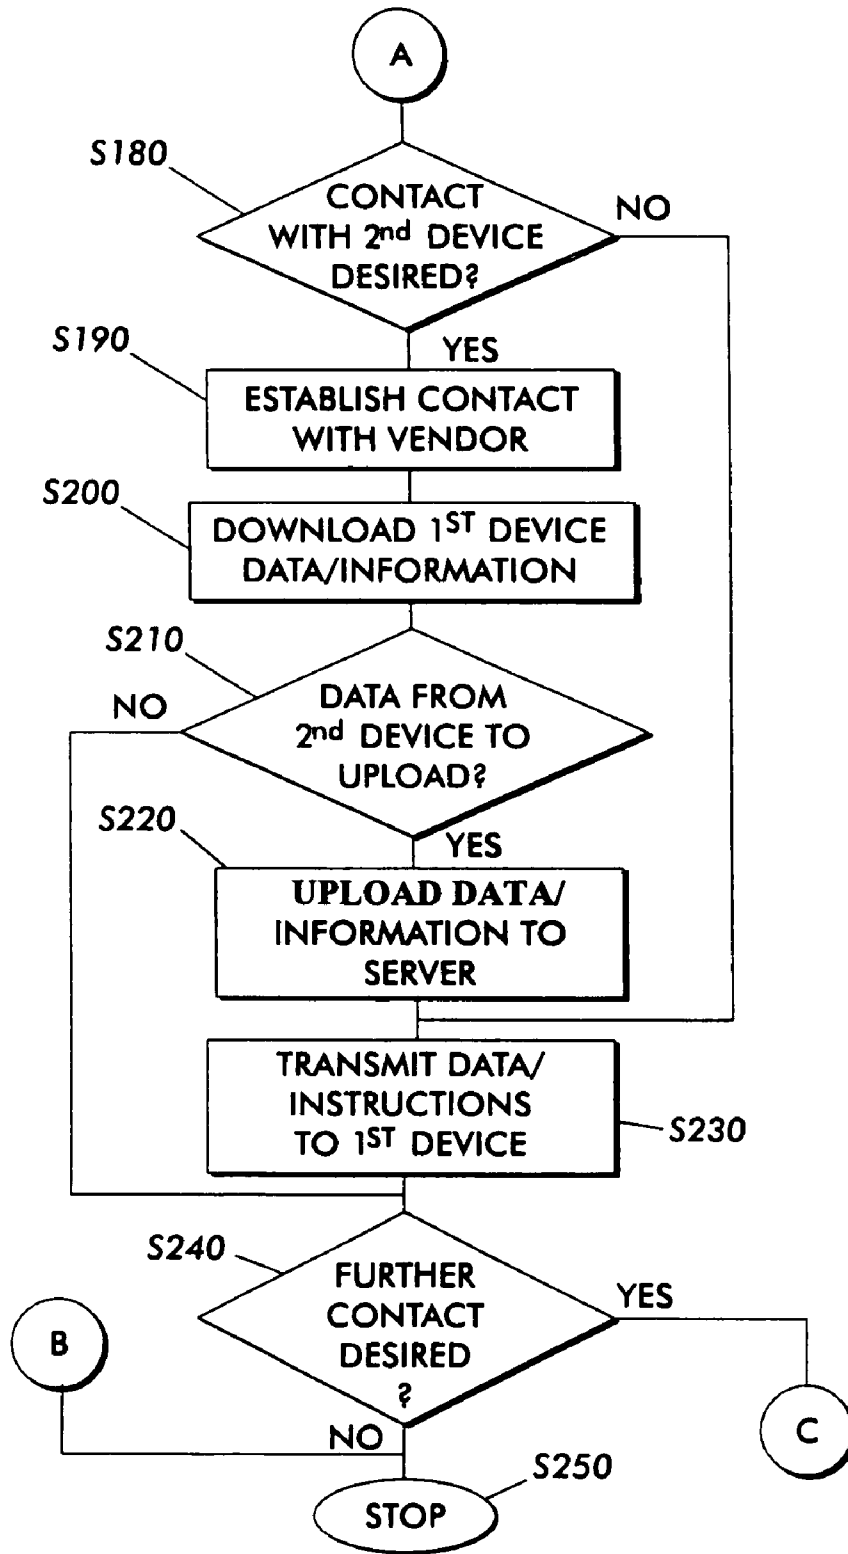 A
S180
CONTACT
WITH 2nd DEVICE
DESIRED?
NO
S190
YES
ESTABLISH CONTACT
WITH VENDOR
S200
DOWNLOAD 1ST DEVICE
DATA/INFORMATION
S210
NO
DATA FROM
2nd DEVICE TO
UPLOAD?
S220
YES
UPLOAD DATA/
INFORMATION TO
SERVER
TRANSMIT DATA/
INSTRUCTIONS
TO 1ST DEVICE
S230
S240
FURTHER
CONTACT
DESIRED
?
YES
B
C
NO
S250
STOP